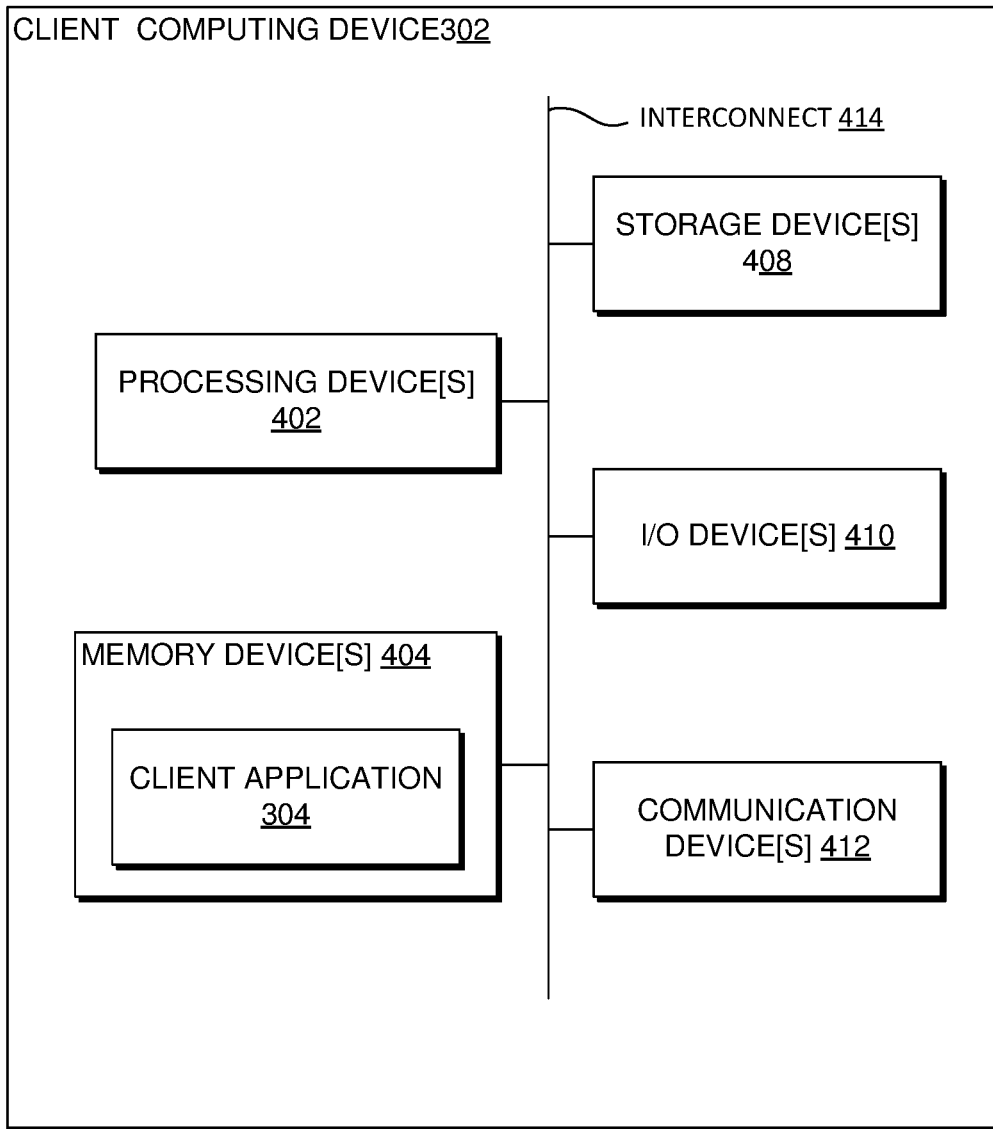 CLIENT COMPUTING DEVICE302
INTERCONNECT 414
STORAGE DEVICE[S]
408
PROCESSING DEVICE[S]
402
I/O DEVICE[S] 410
MEMORY DEVICE[S] 404
CLIENT APPLICATION
304
COMMUNICATION
DEVICE[S] 412